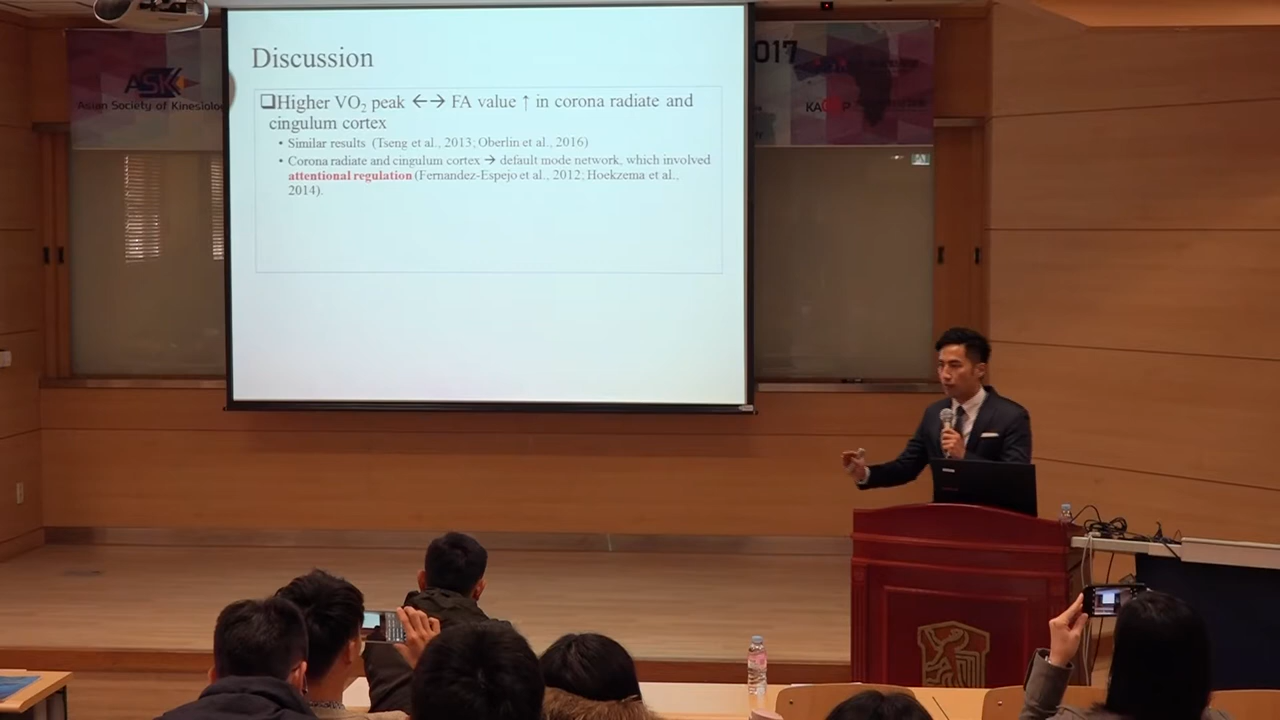 Discussion
❑Higher VO₂ peak ←→ FA value ↑ in corona radiate and
cingulum cortex
• Similar results (Tseng et al., 2013; Oberlin et al., 2016)
• Corona radiate and cingulum cortex → default mode network, which involved
attentional regulation (Fernandez-Espejo et al., 2012; Hoekzema et al.,
2014).
ASK
Asian Society of Kinesiolo
017